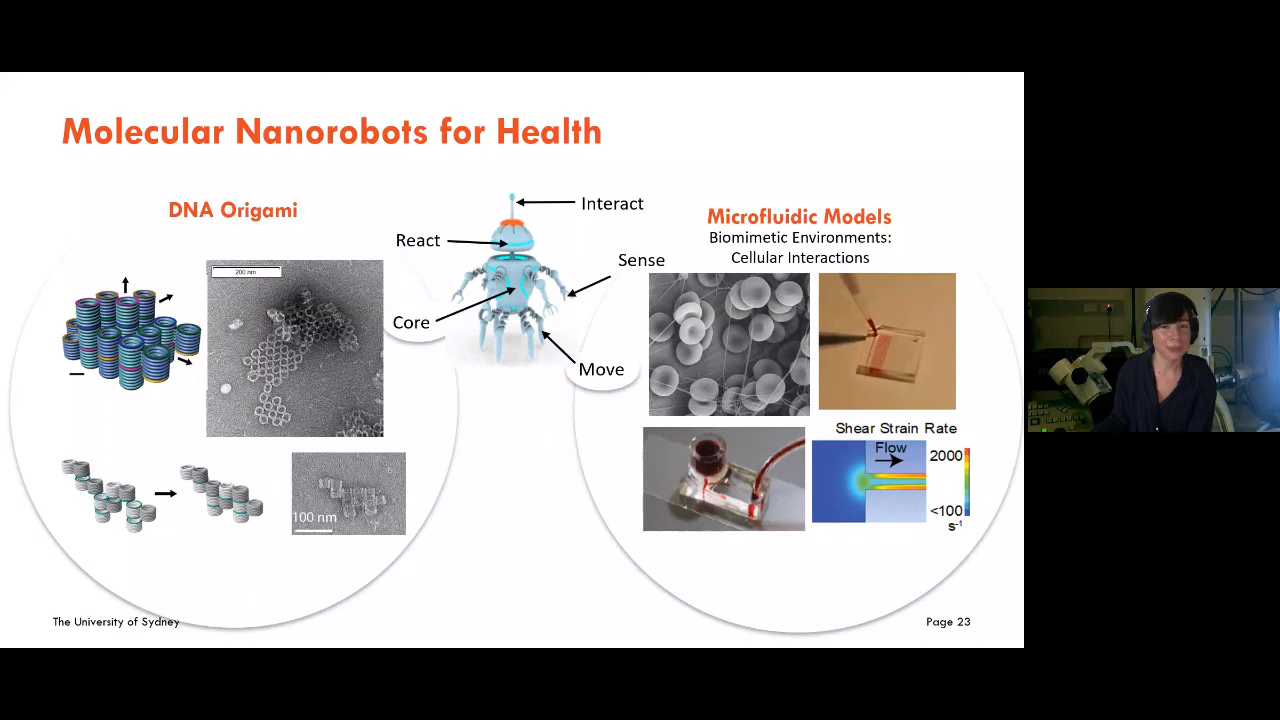 Molecular Nanorobots for Health
DNA Origami
200 nm
100 nm
Interact
React
Sense
Core
Move
Microfluidic Models
Biomimetic Environments:
Cellular Interactions
Shear Strain Rate
Flow
2000
<100
s⁻¹
The University of Sydney
Page 23